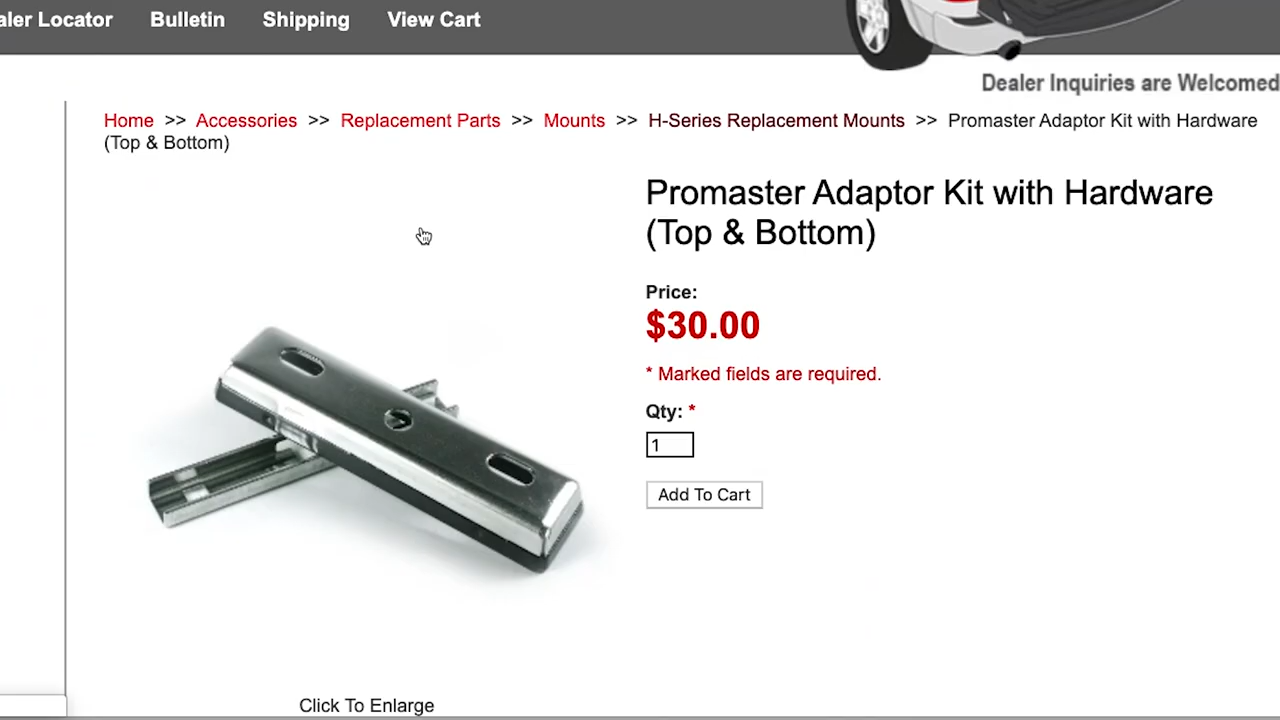 aler Locator Bulletin Shipping View Cart
Dealer Inquiries are Welcomed
Home >> Accessories >> Replacement Parts >> Mounts >> H-Series Replacement Mounts >> Promaster Adaptor Kit with Hardware
(Top & Bottom)
Promaster Adaptor Kit with Hardware
(Top & Bottom)
Price:
$30.00
* Marked fields are required.
Qty: *
1
Add To Cart
Click To Enlarge